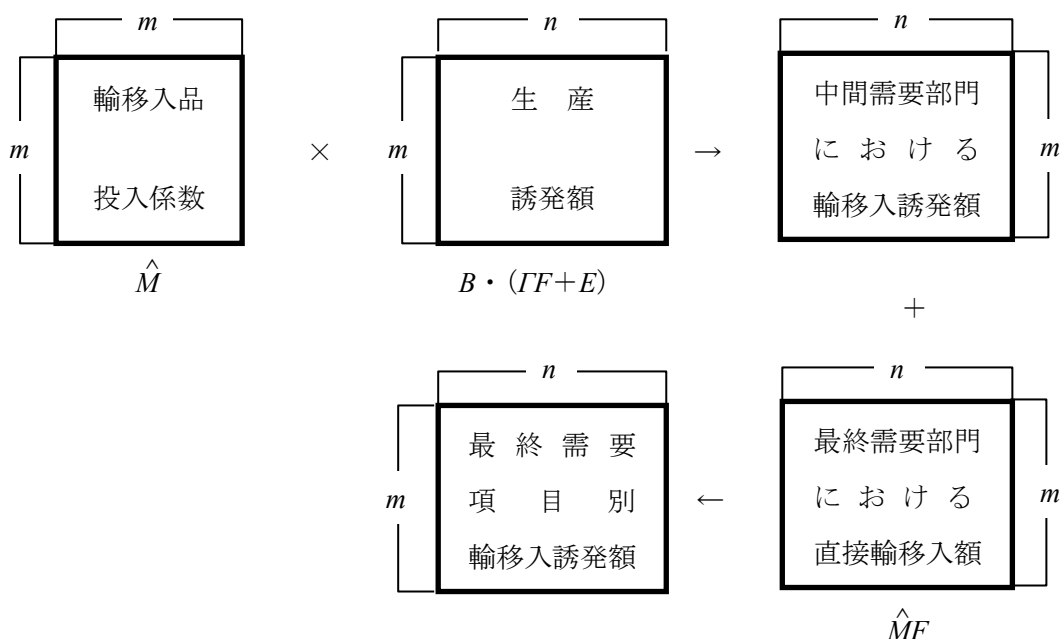 m
n
n
輸移入品
投入係数
m
×
m
生 産
誘発額
→
中間需要部門
に お け る
輸移入誘発額
m
M̂
B・(ΓF+E)
+
n
n
m
最 終 需 要
項 目 別
輸移入誘発額
←
最終需要部門
に お け る
直接輸移入額
m
M̂F